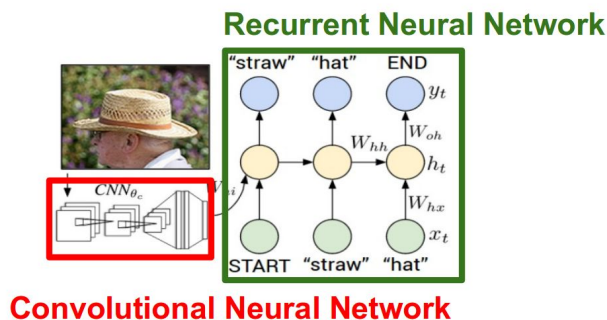 Recurrent Neural Network
“straw” “hat” END
y_t
W_hh
W_oh
h_t
CNN_θc
W_hx
x_t
START “straw” “hat”
Convolutional Neural Network